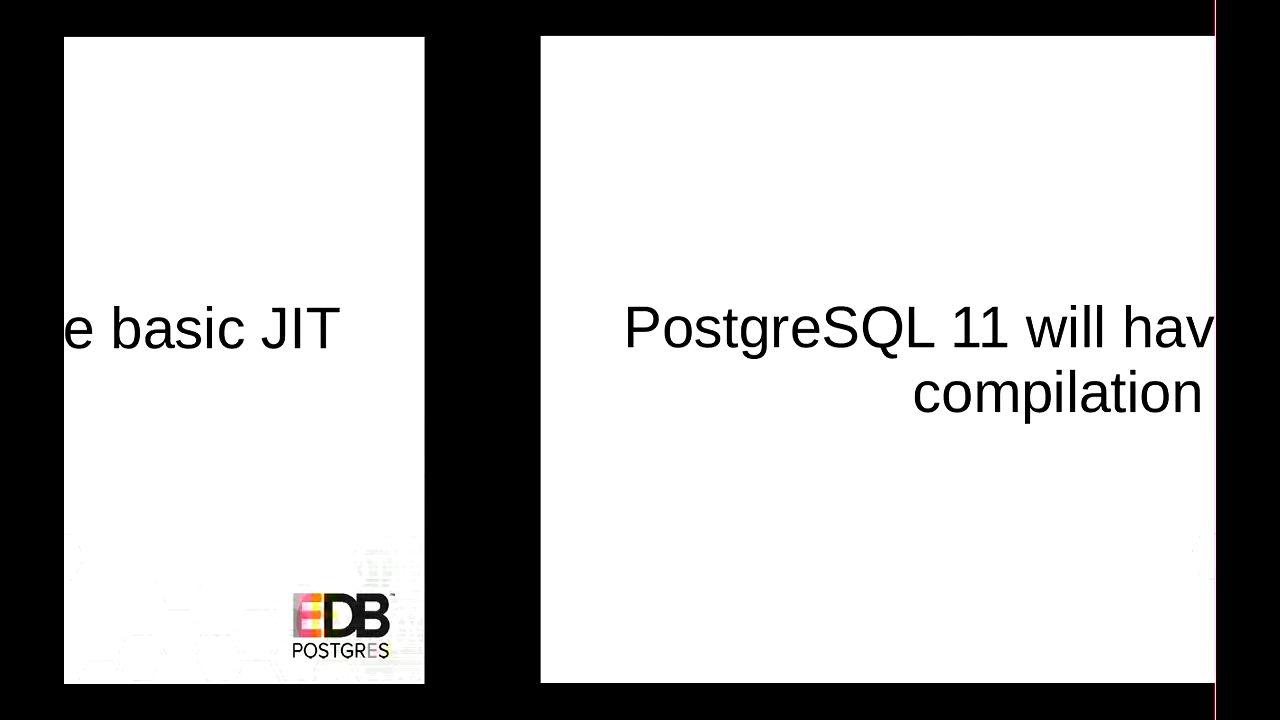 e basic JIT
PostgreSQL 11 will hav
compilation
EDB
POSTGRES